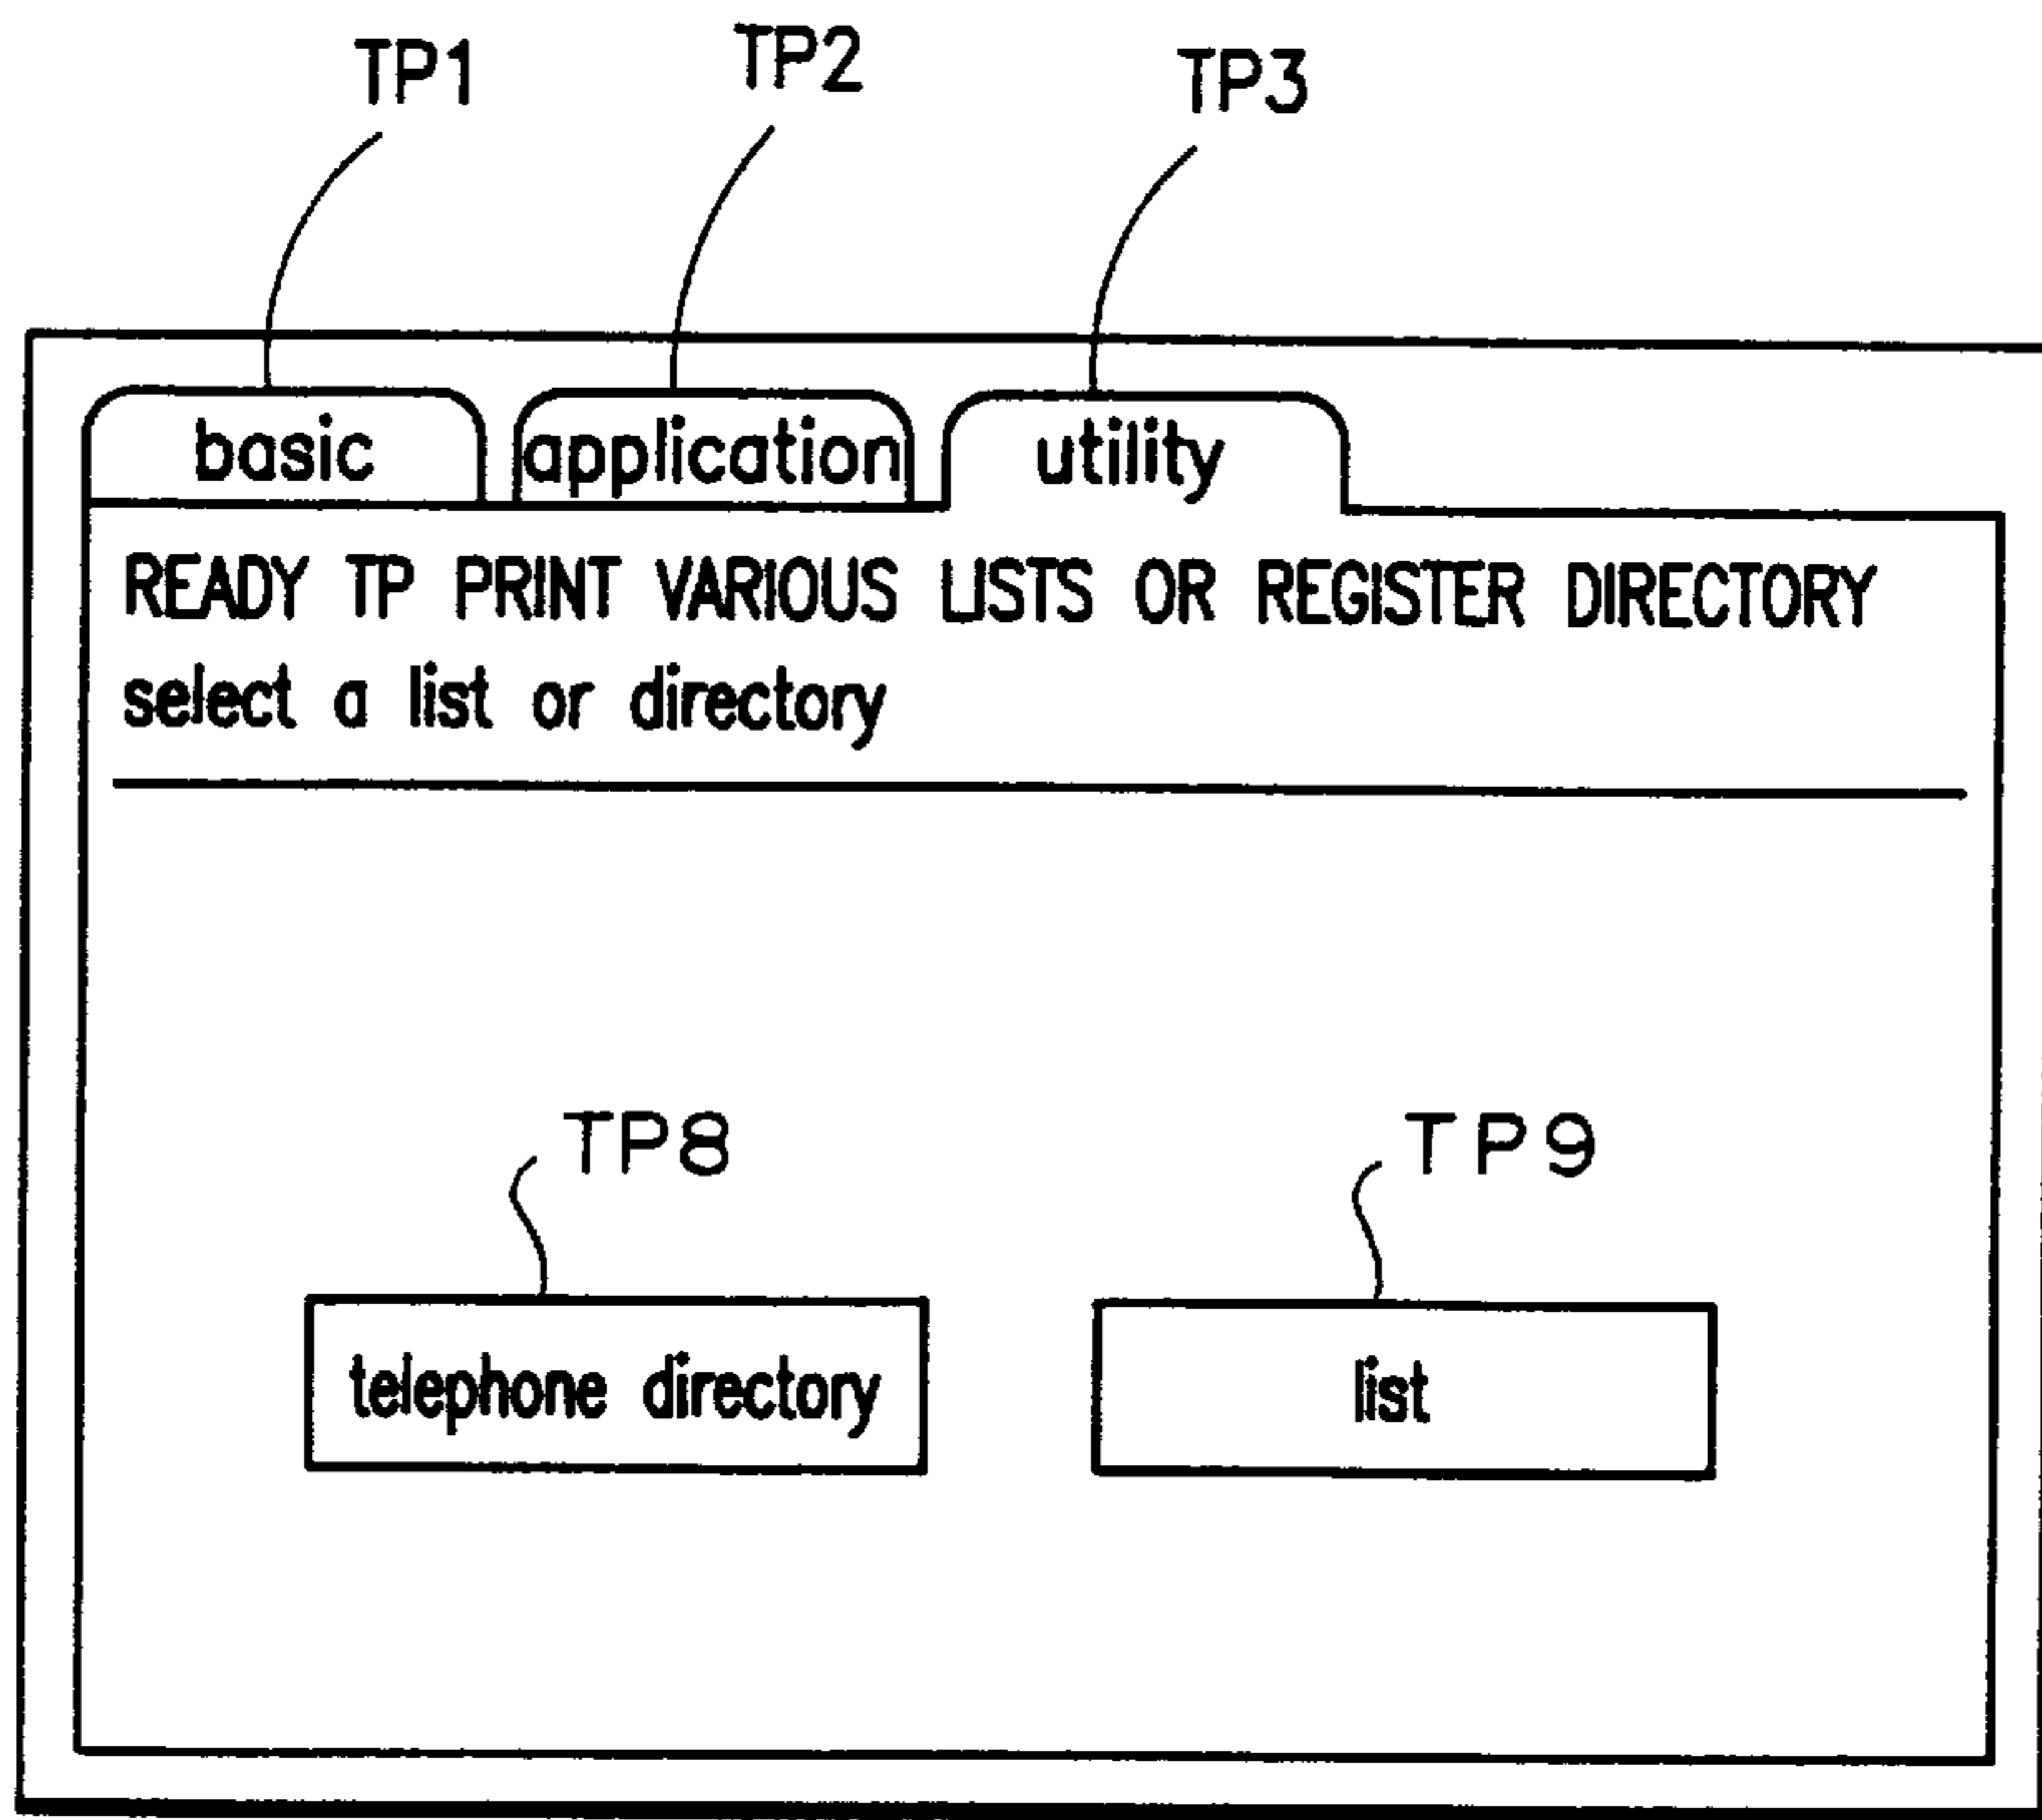 TP1 TP2 TP3
basic application utility
READY TP PRINT VARIOUS LISTS OR REGISTER DIRECTORY
select a list or directory
TP8 TP9
telephone directory list